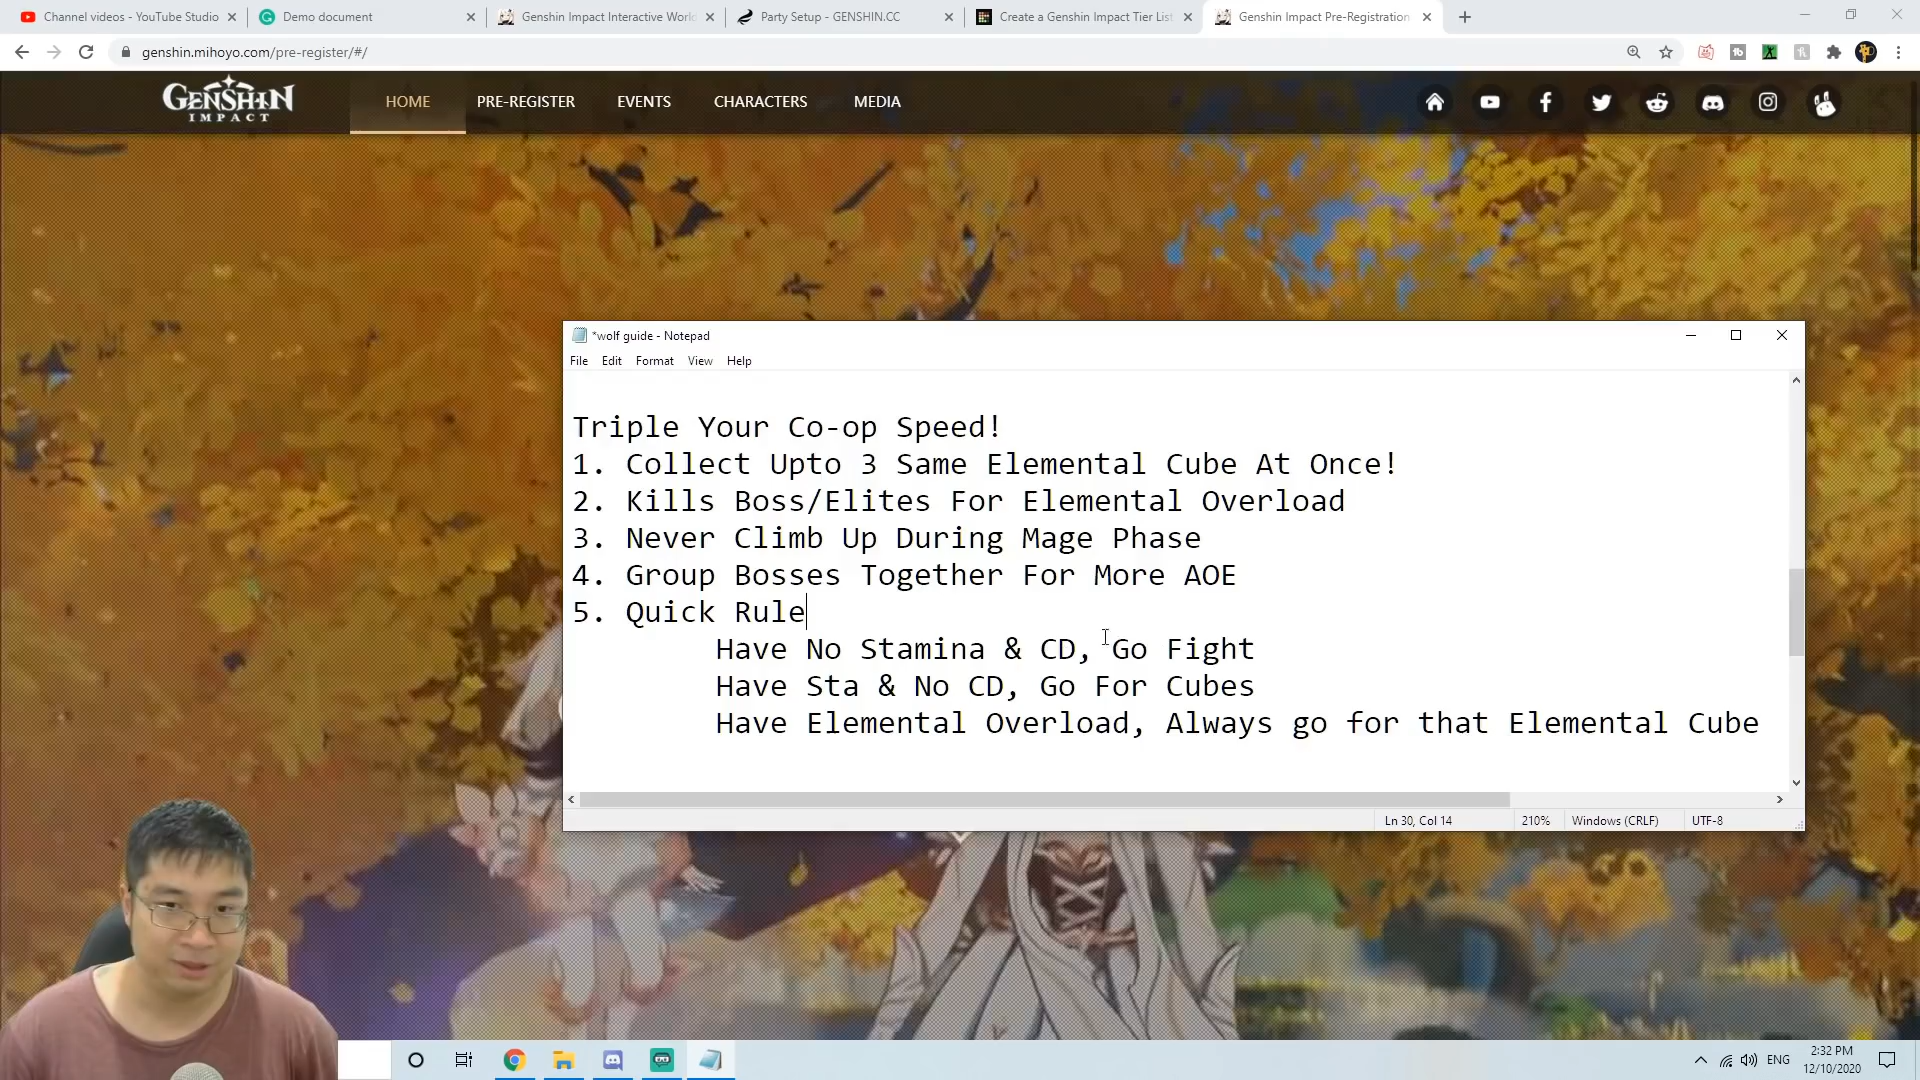 Channel videos - YouTube Studio
Demo document
Genshin Impact Interactive World
Party Setup - GENSHIN.CC
Create a Genshin Impact Tier List
Genshin Impact Pre-Registration
genshin.mihoyo.com/pre-register/#/
GENSHIN IMPACT
HOME
PRE-REGISTER
EVENTS
CHARACTERS
MEDIA
*wolf guide - Notepad
File Edit Format View Help
Triple Your Co-op Speed!
1. Collect Upto 3 Same Elemental Cube At Once!
2. Kills Boss/Elites For Elemental Overload
3. Never Climb Up During Mage Phase
4. Group Bosses Together For More AOE
5. Quick Rule
Have No Stamina & CD, Go Fight
Have Sta & No CD, Go For Cubes
Have Elemental Overload, Always go for that Elemental Cube
Ln 30, Col 14
210%
Windows (CRLF)
UTF-8
ENG
2:32 PM
12/10/2020